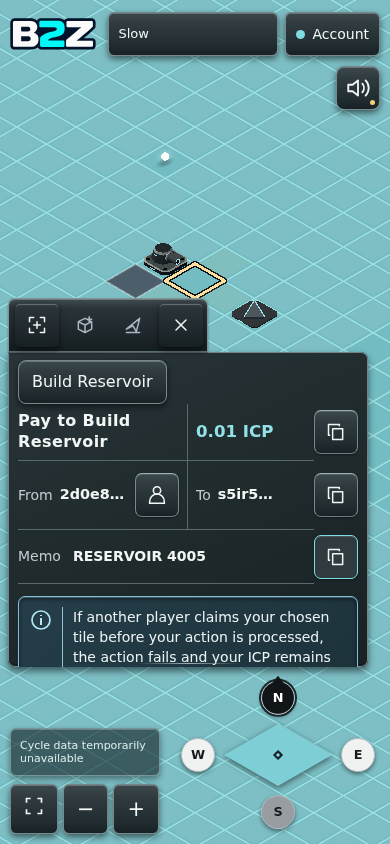 B2Z
Slow
Account
Build Reservoir
Pay to Build
Reservoir
0.01 ICP
From 2d0e8...
To s5ir5...
Memo RESERVOIR 4005
If another player claims your chosen
tile before your action is processed,
the action fails and your ICP remains
N
W
E
S
Cycle data temporarily
unavailable